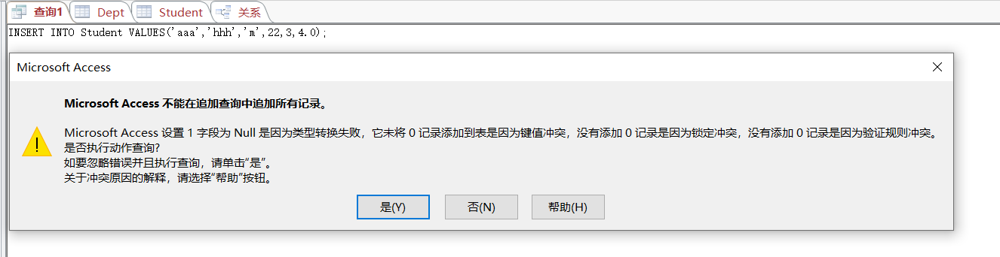 查询1 Dept Student 关系
INSERT INTO Student VALUES('aaa','hhh','m',22,3,4.0);
Microsoft Access
Microsoft Access 不能在追加查询中追加所有记录。
Microsoft Access 设置 1 字段为 Null 是因为类型转换失败，它未将 0 记录添加到表是因为键值冲突，没有添加 0 记录是因为锁定冲突，没有添加 0 记录是因为验证规则冲突。
是否执行动作查询?
如要忽略错误并且执行查询，请单击“是”。
关于冲突原因的解释，请选择“帮助”按钮。
是(Y) 否(N) 帮助(H)